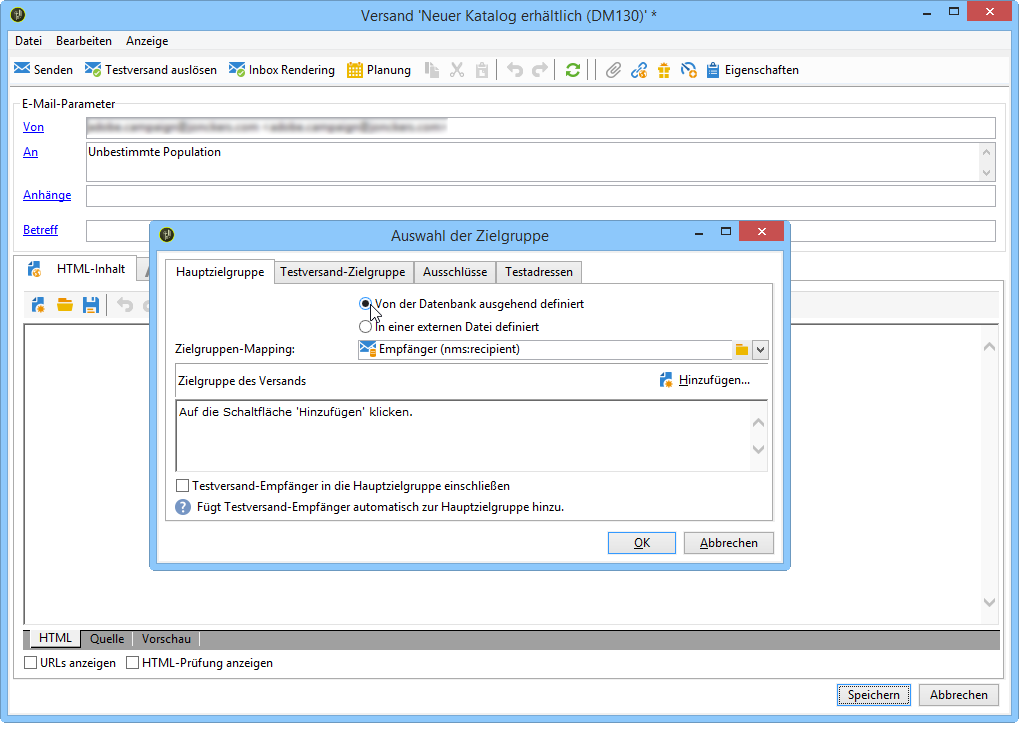 Versand 'Neuer Katalog erhältlich (DM130)' *
Datei Bearbeiten Anzeige
Senden Testversand auslösen Inbox Rendering Planung Eigenschaften
E-Mail-Parameter
Von
An Unbestimmte Population
Anhänge
Betreff
HTML-Inhalt
Auswahl der Zielgruppe
Hauptzielgruppe Testversand-Zielgruppe Ausschlüsse Testadressen
Von der Datenbank ausgehend definiert
In einer externen Datei definiert
Zielgruppen-Mapping: Empfänger (nms:recipient)
Zielgruppe des Versands Hinzufügen...
Auf die Schaltfläche 'Hinzufügen' klicken.
Testversand-Empfänger in die Hauptzielgruppe einschließen
? Fügt Testversand-Empfänger automatisch zur Hauptzielgruppe hinzu.
OK Abbrechen
HTML Quelle Vorschau
URLs anzeigen HTML-Prüfung anzeigen
Speichern Abbrechen